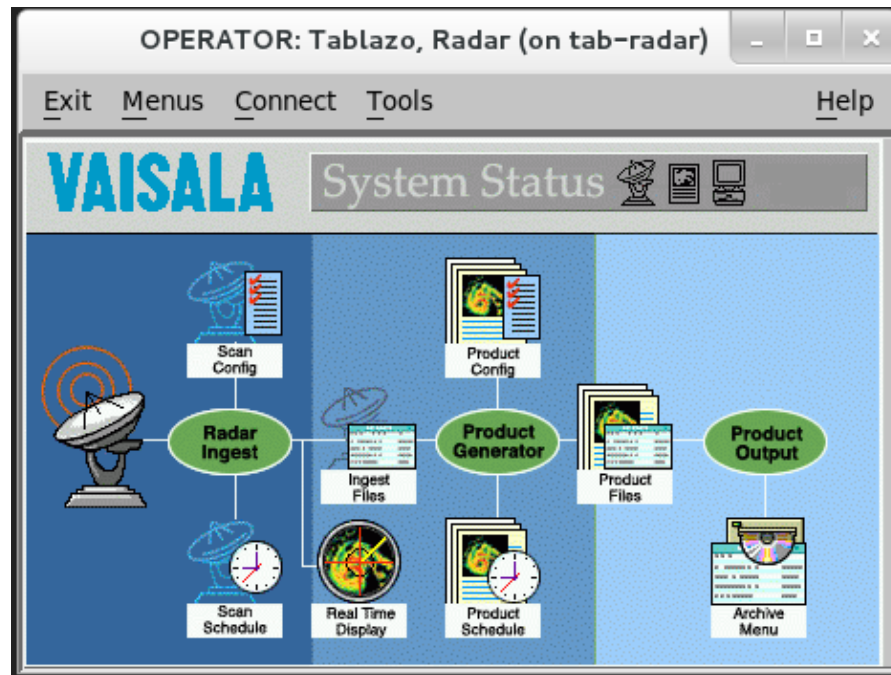 OPERATOR: Tablazo, Radar (on tab-radar)
Exit Menus Connect Tools Help
VAISALA
System Status
Scan
Config
Product
Config
Radar
Ingest
Ingest
Files
Product
Generator
Product
Files
Product
Output
Scan
Schedule
Real Time
Display
Product
Schedule
Archive
Menu